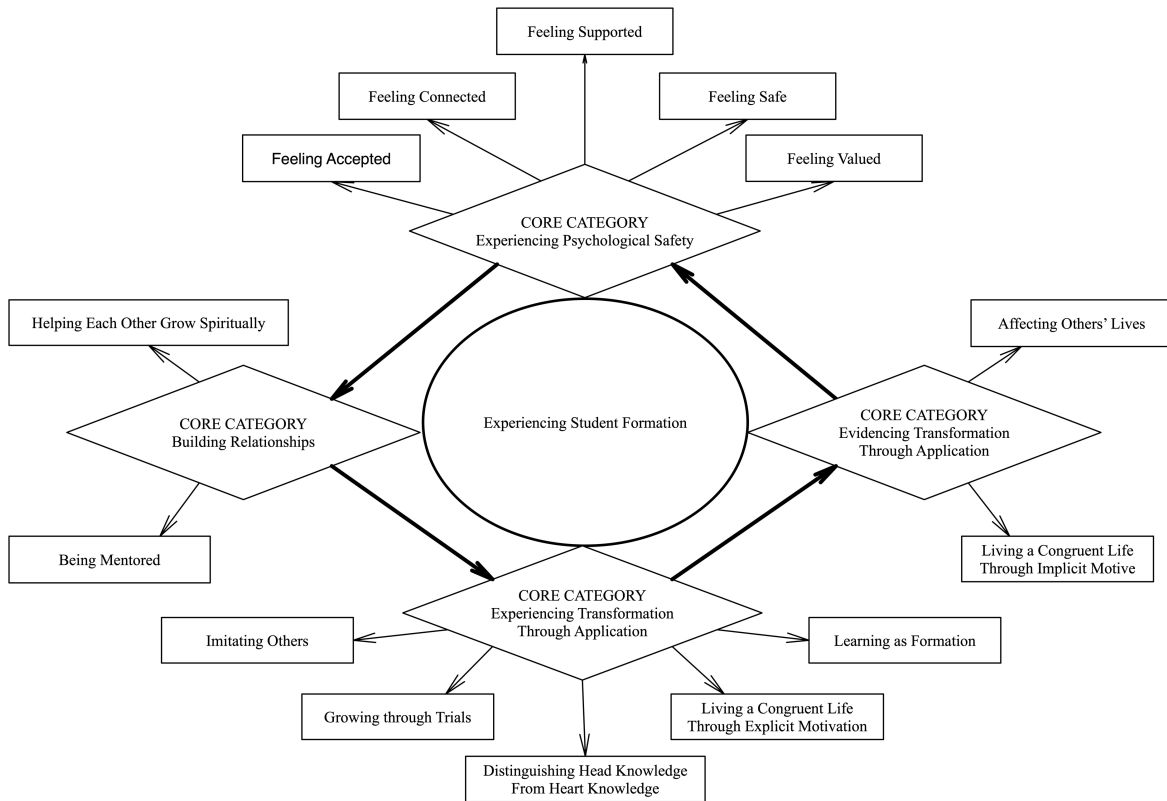 Feeling Supported
Feeling Connected
Feeling Safe
Feeling Accepted
Feeling Valued
CORE CATEGORY
Experiencing Psychological Safety
Helping Each Other Grow Spiritually
Affecting Others’ Lives
CORE CATEGORY
Building Relationships
Experiencing Student Formation
CORE CATEGORY
Evidencing Transformation
Through Application
Being Mentored
Living a Congruent Life
Through Implicit Motive
CORE CATEGORY
Experiencing Transformation
Through Application
Imitating Others
Learning as Formation
Growing through Trials
Living a Congruent Life
Through Explicit Motivation
Distinguishing Head Knowledge
From Heart Knowledge